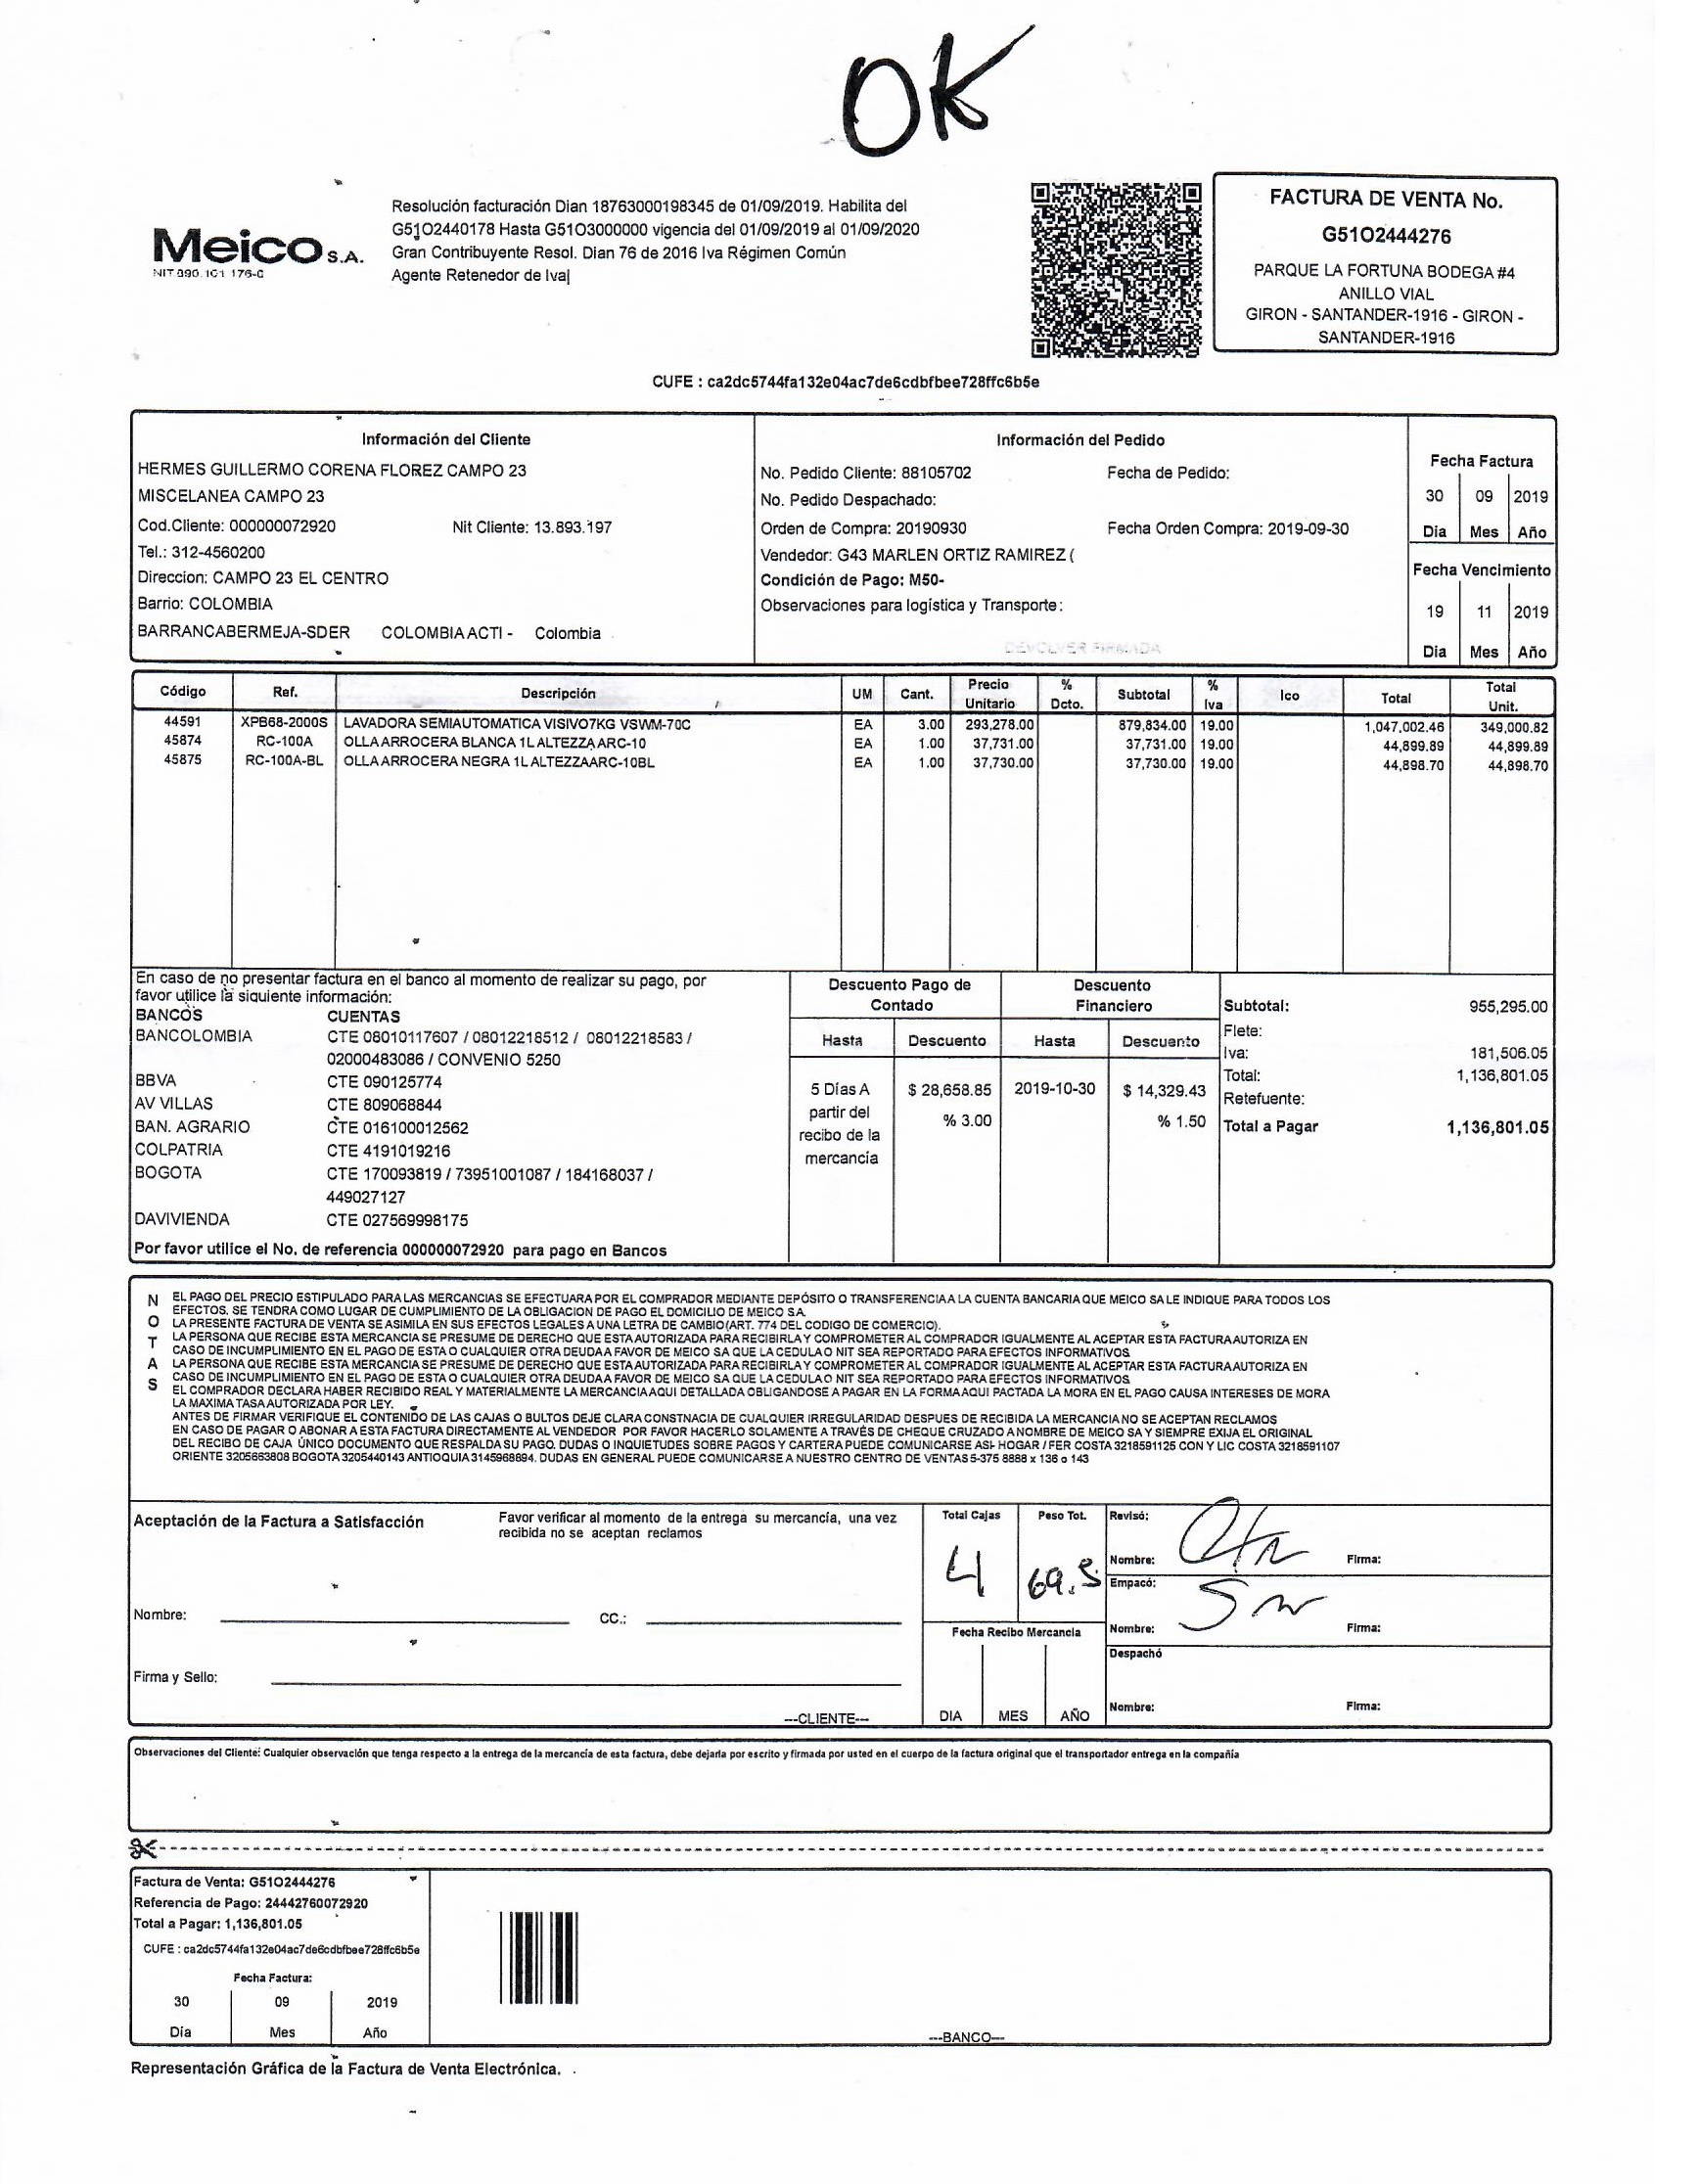 OK
Meico S.A.
NIT 890.101 176-0
Resolución facturación Dian 18763000198345 de 01/09/2019. Habilita del
G51O2440178 Hasta G51O3000000 vigencia del 01/09/2019 al 01/09/2020
Gran Contribuyente Resol. Dian 76 de 2016 Iva Régimen Común
Agente Retenedor de Iva|
FACTURA DE VENTA No.
G51O2444276
PARQUE LA FORTUNA BODEGA #4
ANILLO VIAL
GIRON - SANTANDER-1916 - GIRON -
SANTANDER-1916
CUFE : ca2dc5744fa132e04ac7de6cdbfbee728ffc6b5e
Información del Cliente
HERMES GUILLERMO CORENA FLOREZ CAMPO 23
MISCELANEA CAMPO 23
Cod.Cliente: 000000072920 Nit Cliente: 13.893.197
Tel.: 312-4560200
Direccion: CAMPO 23 EL CENTRO
Barrio: COLOMBIA
BARRANCABERMEJA-SDER COLOMBIA ACTI - Colombia
Información del Pedido
No. Pedido Cliente: 88105702 Fecha de Pedido:
No. Pedido Despachado:
Orden de Compra: 20190930 Fecha Orden Compra: 2019-09-30
Vendedor: G43 MARLEN ORTIZ RAMIREZ (
Condición de Pago: M50-
Observaciones para logística y Transporte:
DEVOLVER FIRMADA
Fecha Factura
30 09 2019
Dia Mes Año
Fecha Vencimiento
19 11 2019
Dia Mes Año
Código Ref. Descripción UM Cant. Precio Unitario % Dcto. Subtotal % Iva Ico Total Total Unit.
44591 XPB68-2000S LAVADORA SEMIAUTOMATICA VISIVO7KG VSWM-70C EA 3.00 293,278.00 879,834.00 19.00 1,047,002.46 349,000.82
45874 RC-100A OLLA ARROCERA BLANCA 1L ALTEZZA ARC-10 EA 1.00 37,731.00 37,731.00 19.00 44,899.89 44,899.89
45875 RC-100A-BL OLLA ARROCERA NEGRA 1L ALTEZZA ARC-10BL EA 1.00 37,730.00 37,730.00 19.00 44,898.70 44,898.70
En caso de no presentar factura en el banco al momento de realizar su pago, por
favor utilice la siquiente información:
BANCOS CUENTAS
BANCOLOMBIA CTE 08010117607 / 08012218512 / 08012218583 /
02000483086 / CONVENIO 5250
BBVA CTE 090125774
AV VILLAS CTE 809068844
BAN. AGRARIO CTE 016100012562
COLPATRIA CTE 4191019216
BOGOTA CTE 170093819 / 73951001087 / 184168037 /
449027127
DAVIVIENDA CTE 027569998175
Por favor utilice el No. de referencia 000000072920 para pago en Bancos
Descuento Pago de Contado
Hasta Descuento
5 Días A partir del recibo de la mercancía
$ 28,658.85
% 3.00
Descuento Financiero
Hasta Descuento
2019-10-30 $ 14,329.43
% 1.50
Subtotal: 955,295.00
Flete:
Iva: 181,506.05
Total: 1,136,801.05
Retefuente:
Total a Pagar 1,136,801.05
NOTAS
EL PAGO DEL PRECIO ESTIPULADO PARA LAS MERCANCIAS SE EFECTUARA POR EL COMPRADOR MEDIANTE DEPÓSITO O TRANSFERENCIA A LA CUENTA BANCARIA QUE MEICO SA LE INDIQUE PARA TODOS LOS
EFECTOS. SE TENDRA COMO LUGAR DE CUMPLIMIENTO DE LA OBLIGACION DE PAGO EL DOMICILIO DE MEICO S.A.
LA PRESENTE FACTURA DE VENTA SE ASIMILA EN SUS EFECTOS LEGALES A UNA LETRA DE CAMBIO(ART. 774 DEL CODIGO DE COMERCIO).
LA PERSONA QUE RECIBE ESTA MERCANCIA SE PRESUME DE DERECHO QUE ESTA AUTORIZADA PARA RECIBIRLA Y COMPROMETER AL COMPRADOR IGUALMENTE AL ACEPTAR ESTA FACTURA AUTORIZA EN
CASO DE INCUMPLIMIENTO EN EL PAGO DE ESTA O CUALQUIER OTRA DEUDA A FAVOR DE MEICO SA QUE LA CEDULA O NIT SEA REPORTADO PARA EFECTOS INFORMATIVOS
LA PERSONA QUE RECIBE ESTA MERCANCIA SE PRESUME DE DERECHO QUE ESTA AUTORIZADA PARA RECIBIRLA Y COMPROMETER AL COMPRADOR IGUALMENTE AL ACEPTAR ESTA FACTURA AUTORIZA EN
CASO DE INCUMPLIMIENTO EN EL PAGO DE ESTA O CUALQUIER OTRA DEUDA A FAVOR DE MEICO SA QUE LA CEDULA O NIT SEA REPORTADO PARA EFECTOS INFORMATIVOS
EL COMPRADOR DECLARA HABER RECIBIDO REAL Y MATERIALMENTE LA MERCANCIA AQUI DETALLADA OBLIGANDOSE A PAGAR EN LA FORMA AQUI PACTADA LA MORA EN EL PAGO CAUSA INTERESES DE MORA
LA MAXIMA TASA AUTORIZADA POR LEY.
ANTES DE FIRMAR VERIFIQUE EL CONTENIDO DE LAS CAJAS O BULTOS DEJE CLARA CONSTNACIA DE CUALQUIER IRREGULARIDAD DESPUES DE RECIBIDA LA MERCANCIA NO SE ACEPTAN RECLAMOS
EN CASO DE PAGAR O ABONAR A ESTA FACTURA DIRECTAMENTE AL VENDEDOR POR FAVOR HACERLO SOLAMENTE A TRAVÉS DE CHEQUE CRUZADO A NOMBRE DE MEICO SA Y SIEMPRE EXIJA EL ORIGINAL
DEL RECIBO DE CAJA ÚNICO DOCUMENTO QUE RESPALDA SU PAGO. DUDAS O INQUIETUDES SOBRE PAGOS Y CARTERA PUEDE COMUNICARSE ASI- HOGAR / FER COSTA 3218591125 CON Y LIC COSTA 3218591107
ORIENTE 3205663808 BOGOTA 3205440143 ANTIOQUIA 3145968894. DUDAS EN GENERAL PUEDE COMUNICARSE A NUESTRO CENTRO DE VENTAS 5-375 8888 x 136 o 143
Aceptación de la Factura a Satisfacción
Favor verificar al momento de la entrega su mercancía, una vez
recibida no se aceptan reclamos
Nombre: CC.:
Firma y Sello:
---CLIENTE---
Total Cajas Peso Tot.
4 69.5
Fecha Recibo Mercancia
DIA MES AÑO
Revisó:
Nombre: Firma:
Empacó:
Nombre: Firma:
Despachó
Nombre: Firma:
Observaciones del Cliente: Cualquier observación que tenga respecto a la entrega de la mercancía de esta factura, debe dejarla por escrito y firmada por usted en el cuerpo de la factura original que el transportador entrega en la compañía
Factura de Venta: G51O2444276
Referencia de Pago: 24442760072920
Total a Pagar: 1,136,801.05
CUFE : ca2dc5744fa132e04ac7de6cdbfbee728ffc6b5e
Fecha Factura:
30 09 2019
Día Mes Año
---BANCO---
Representación Gráfica de la Factura de Venta Electrónica.